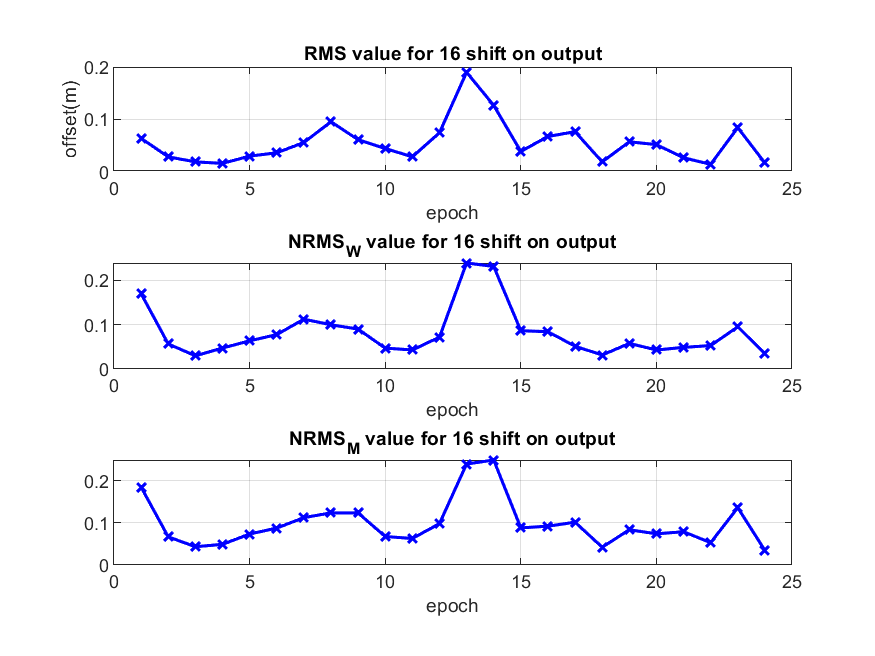 RMS value for 16 shift on output
0.2
0.1
0
offset(m)
0 5 10 15 20 25
epoch
NRMS_W value for 16 shift on output
0.2
0.1
0
0 5 10 15 20 25
epoch
NRMS_M value for 16 shift on output
0.2
0.1
0
0 5 10 15 20 25
epoch